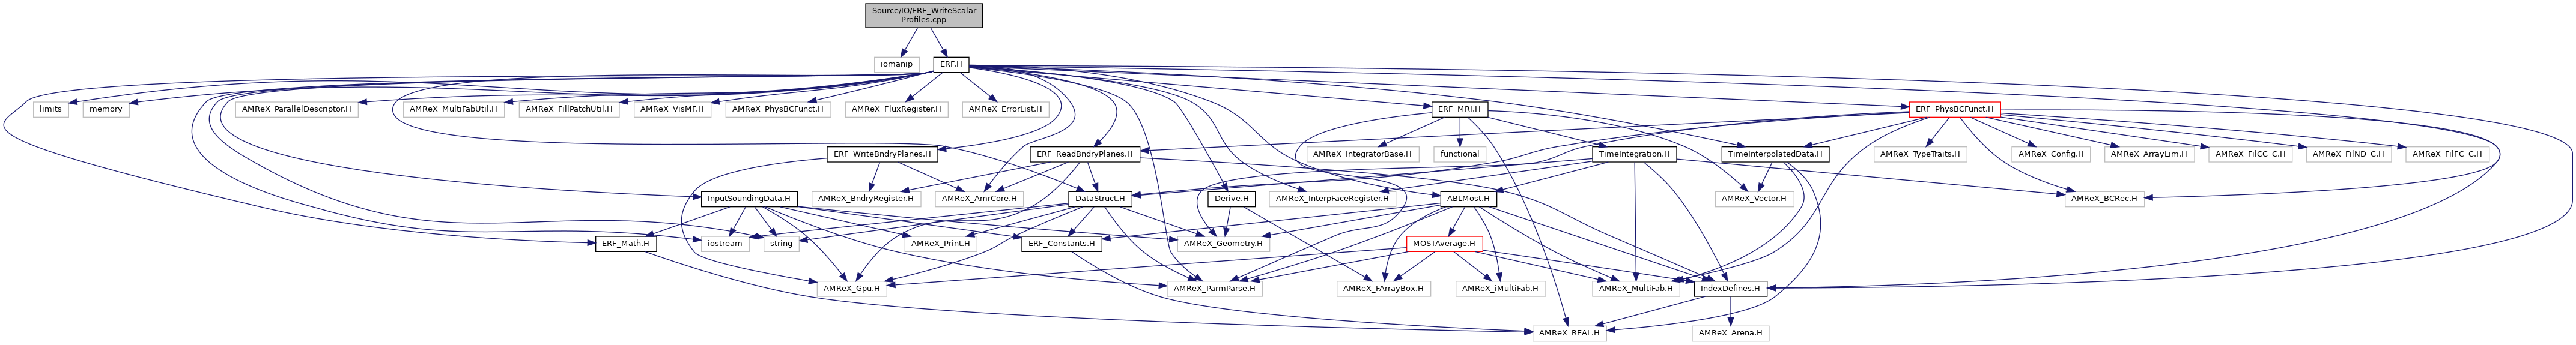 Source/IO/ERF_WriteScalar
Profiles.cpp
iomanip
ERF.H
limits
memory
AMReX_ParallelDescriptor.H
AMReX_MultiFabUtil.H
AMReX_FillPatchUtil.H
AMReX_VisMF.H
AMReX_PhysBCFunct.H
AMReX_FluxRegister.H
AMReX_ErrorList.H
ERF_MRI.H
ERF_PhysBCFunct.H
ERF_WriteBndryPlanes.H
ERF_ReadBndryPlanes.H
AMReX_IntegratorBase.H
functional
TimeIntegration.H
TimeInterpolatedData.H
AMReX_TypeTraits.H
AMReX_Config.H
AMReX_ArrayLim.H
AMReX_FilCC_C.H
AMReX_FilND_C.H
AMReX_FilFC_C.H
InputSoundingData.H
AMReX_BndryRegister.H
AMReX_AmrCore.H
DataStruct.H
Derive.H
AMReX_InterpFaceRegister.H
ABLMost.H
AMReX_Vector.H
AMReX_BCRec.H
ERF_Math.H
iostream
string
AMReX_Print.H
ERF_Constants.H
AMReX_Geometry.H
MOSTAverage.H
AMReX_Gpu.H
AMReX_ParmParse.H
AMReX_FArrayBox.H
AMReX_iMultiFab.H
AMReX_MultiFab.H
IndexDefines.H
AMReX_REAL.H
AMReX_Arena.H